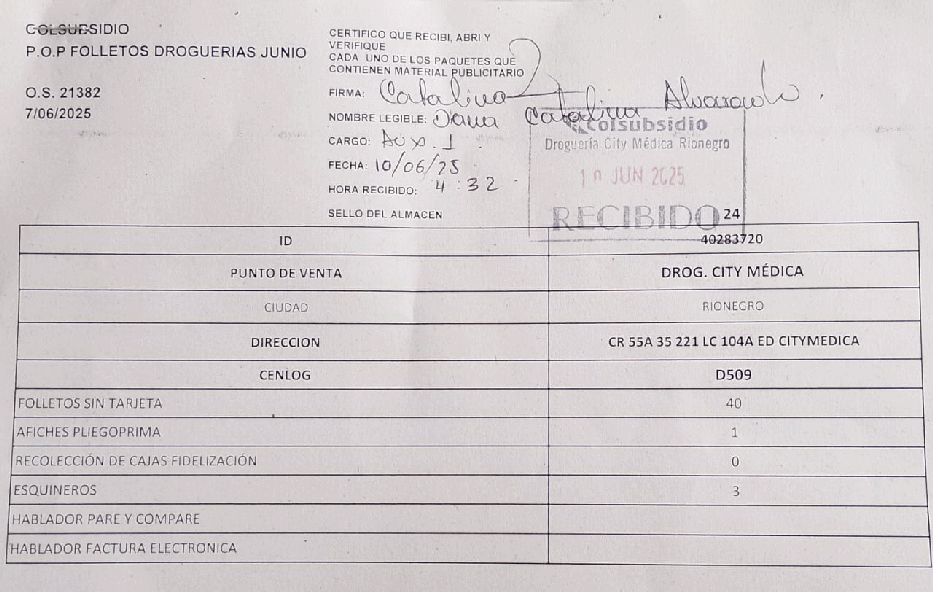 COLSUBSIDIO
P.O.P FOLLETOS DROGUERIAS JUNIO
O.S. 21382
7/06/2025
CERTIFICO QUE RECIBI, ABRI Y
VERIFIQUE
CADA UNO DE LOS PAQUETES QUE
CONTIENEN MATERIAL PUBLICITARIO
FIRMA: Catalina
NOMBRE LEGIBLE: Dana Catalina Alvarado.
CARGO: Aux. 1
FECHA: 10/06/25
HORA RECIBIDO: 4:32
SELLO DEL ALMACEN
Colsubsidio
Droguería City Médica Rionegro
10 JUN 2025
RECIBIDO
24
ID 40283720
PUNTO DE VENTA DROG. CITY MÉDICA
CIUDAD RIONEGRO
DIRECCION CR 55A 35 221 LC 104A ED CITYMEDICA
CENLOG D509
FOLLETOS SIN TARJETA 40
AFICHES PLIEGOPRIMA 1
RECOLECCIÓN DE CAJAS FIDELIZACIÓN 0
ESQUINEROS 3
HABLADOR PARE Y COMPARE
HABLADOR FACTURA ELECTRONICA